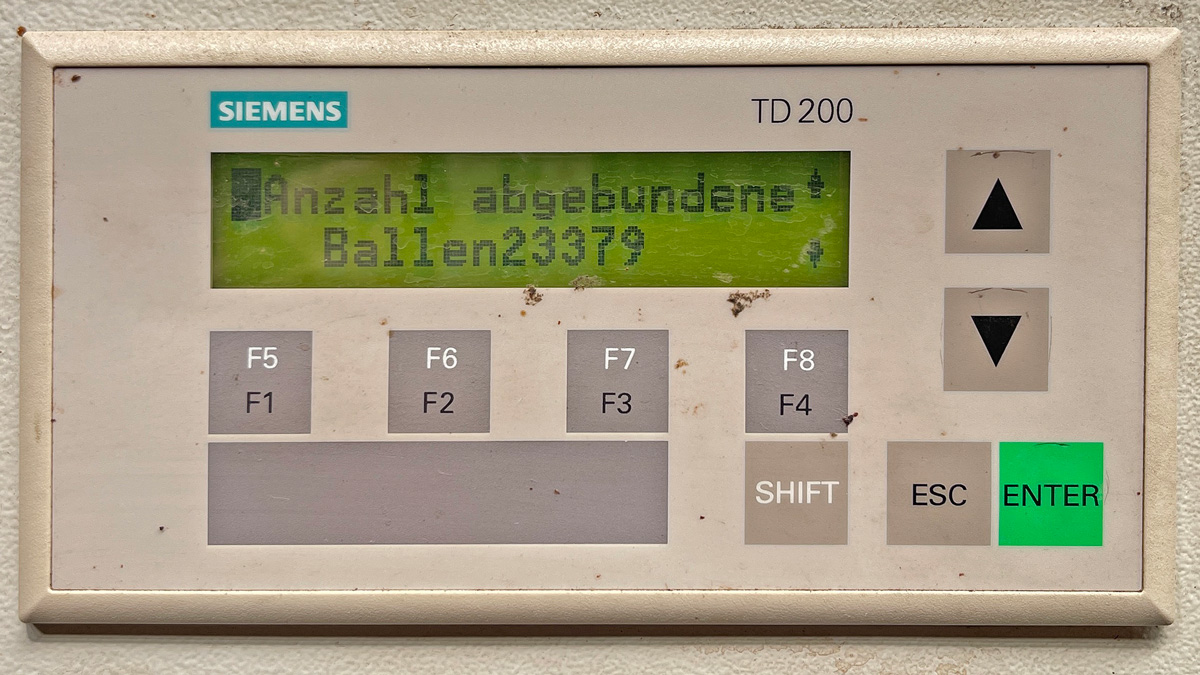 SIEMENS
TD 200
Anzahl abgebundene
Ballen23379
F5 F6 F7 F8
F1 F2 F3 F4
SHIFT ESC ENTER